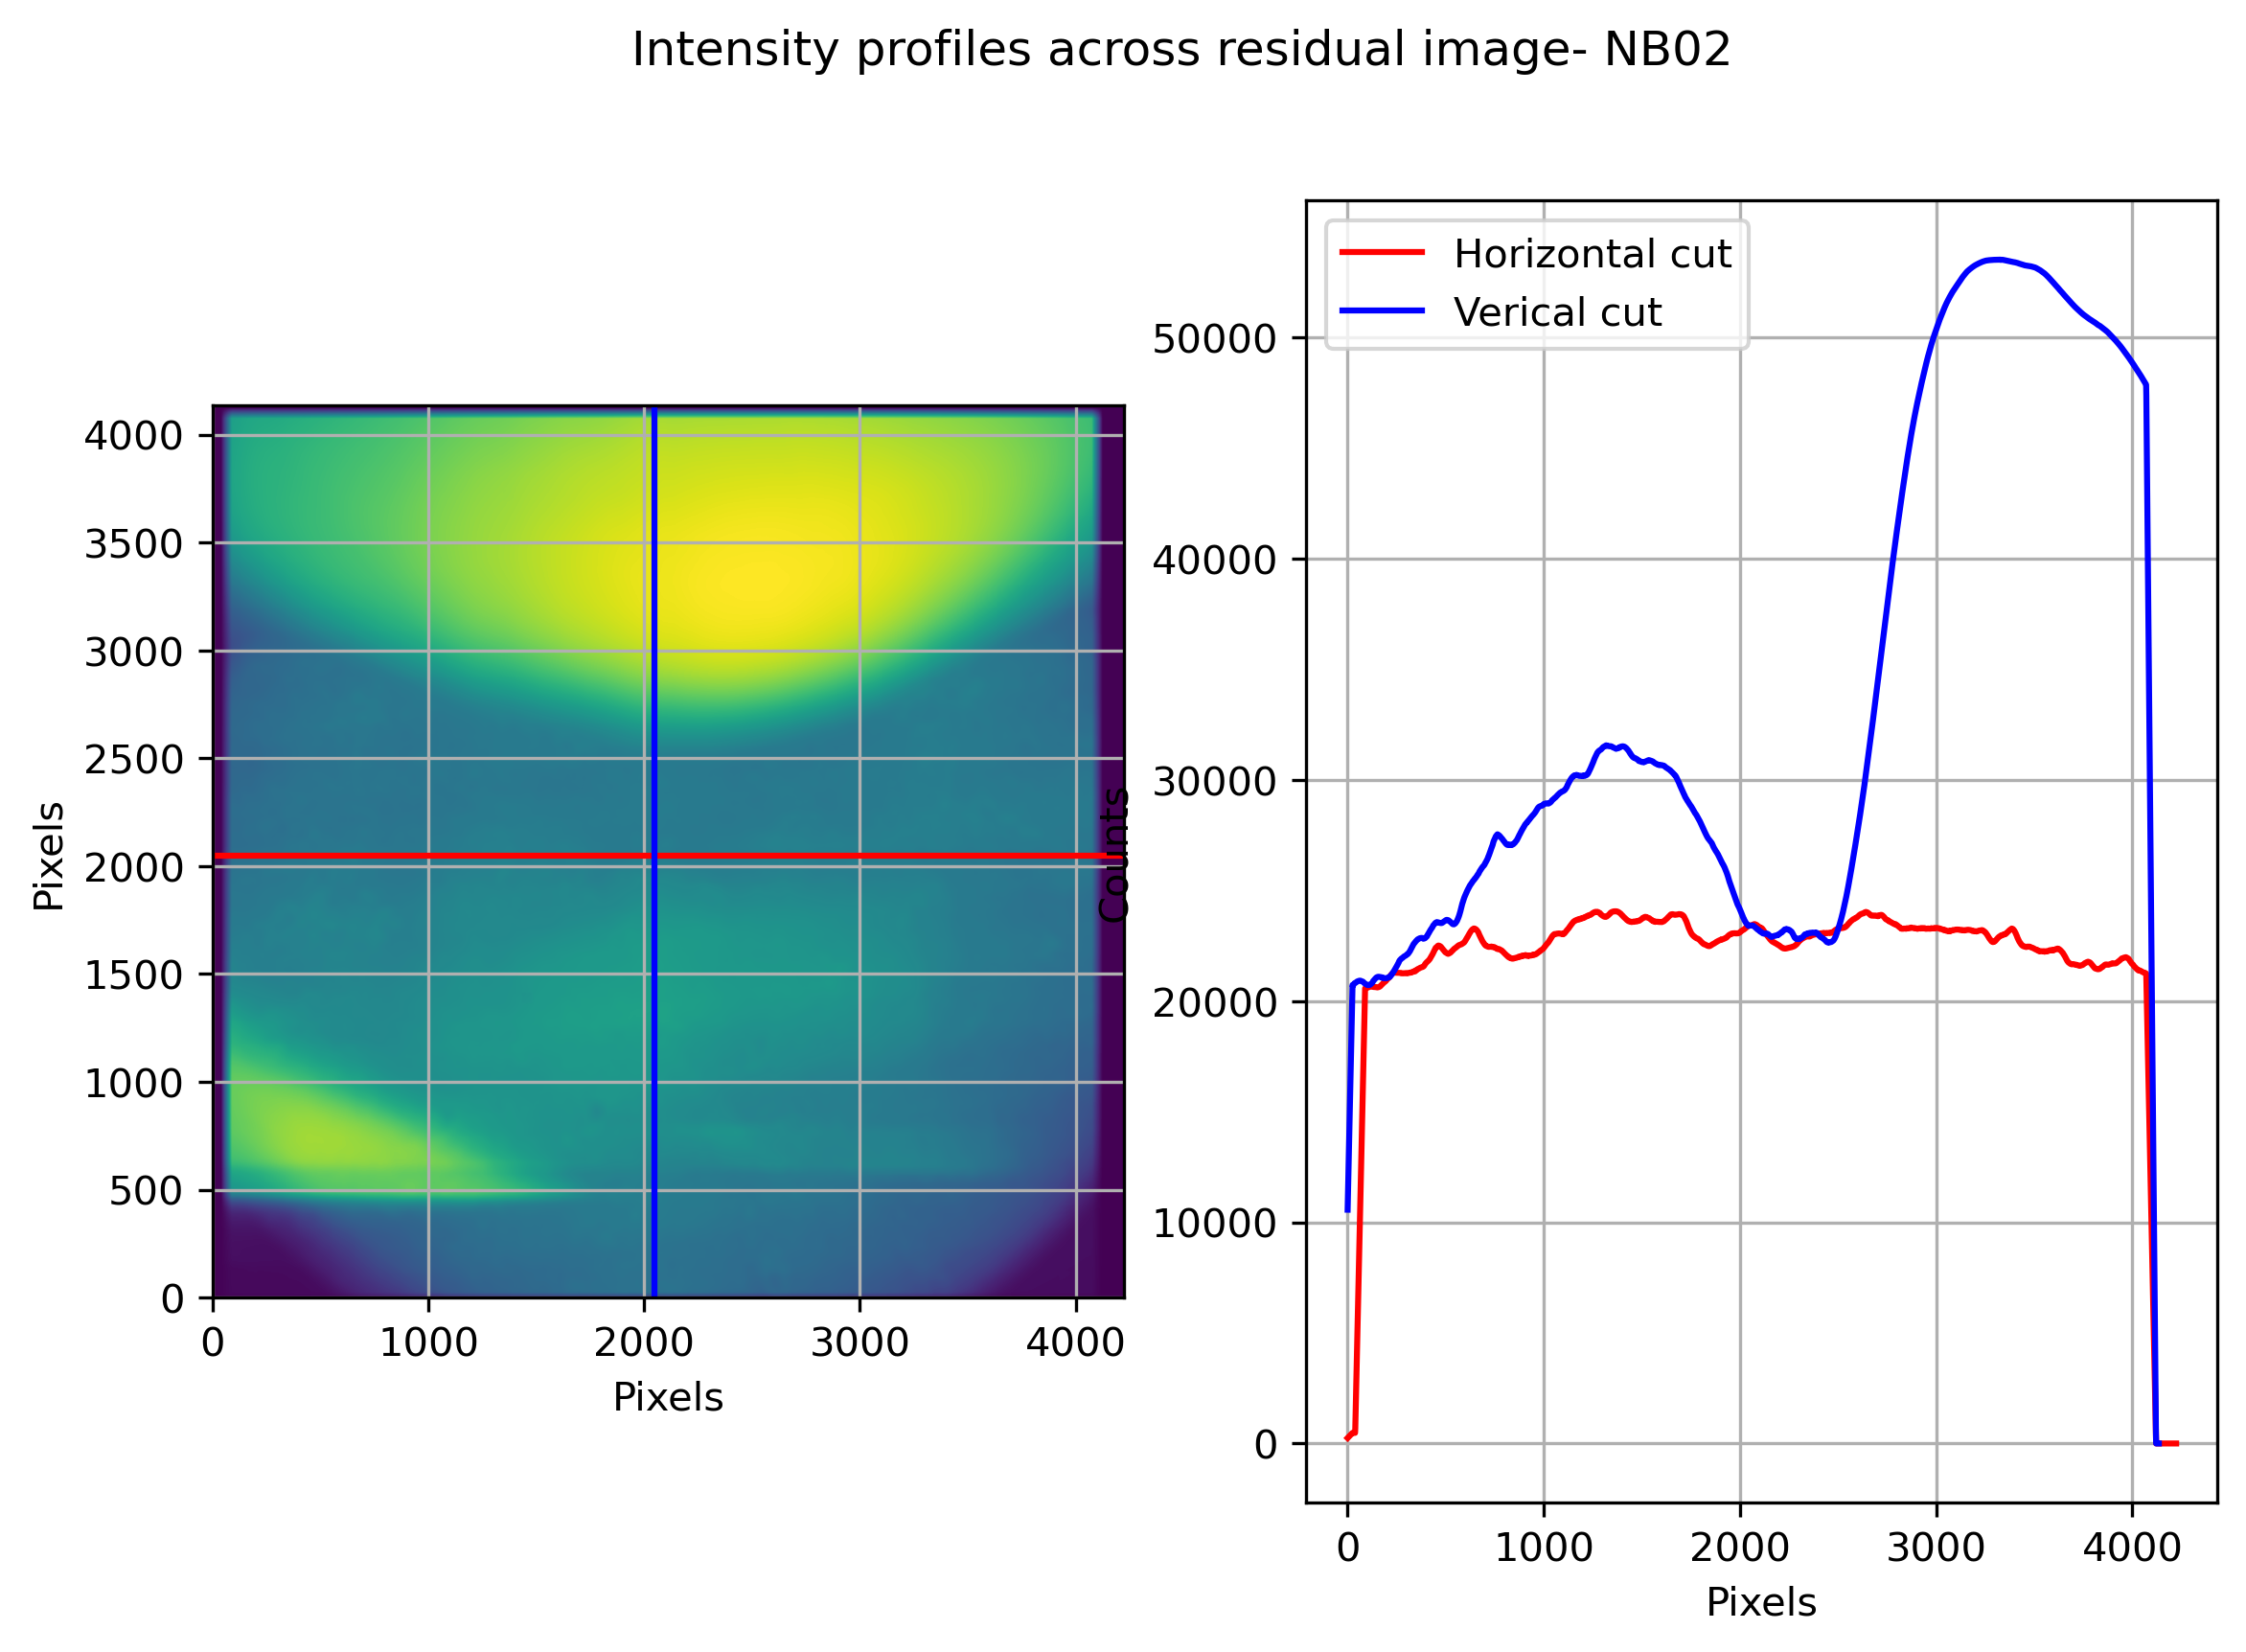 Intensity profiles across residual image- NB02
4000
3500
3000
2500
2000
1500
1000
500
0
Pixels
0 1000 2000 3000 4000
Pixels
Horizontal cut
Verical cut
50000
40000
30000
20000
10000
0
Counts
0 1000 2000 3000 4000
Pixels